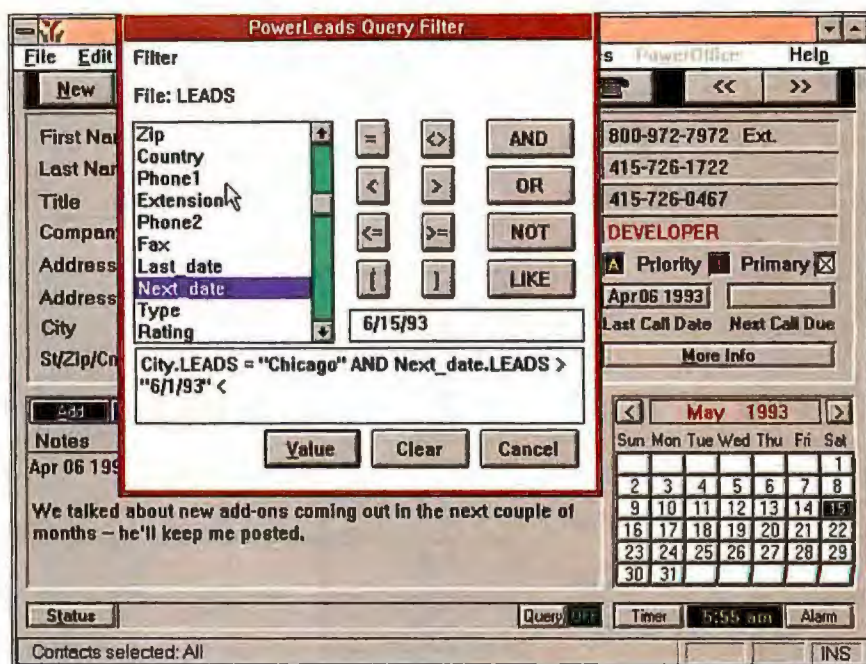 PowerLeads Query Filter
File Edit
s PowerOffice Help
New
<< >>
Filter
File: LEADS
Zip
Country
Phone1
Extension
Phone2
Fax
Last_date
Next_date
Type
Rating
= <> AND
< > OR
<= >= NOT
( ) LIKE
6/15/93
City.LEADS = "Chicago" AND Next_date.LEADS >
"6/1/93" <
Value Clear Cancel
First Nar
Last Nar
Title
Compan
Address
Address
City
St/Zip/Cn
800-972-7972 Ext.
415-726-1722
415-726-0467
DEVELOPER
A Priority Primary
Apr 06 1993
Last Call Date Next Call Due
More Info
Add
Notes
Apr 06 199
We talked about new add-ons coming out in the next couple of
months – he'll keep me posted.
< May 1993 >
Sun Mon Tue Wed Thu Fri Sat
1
2 3 4 5 6 7 8
9 10 11 12 13 14 15
16 17 18 19 20 21 22
23 24 25 26 27 28 29
30 31
Status Query Timer 5:55 am Alarm
Contacts selected: All INS